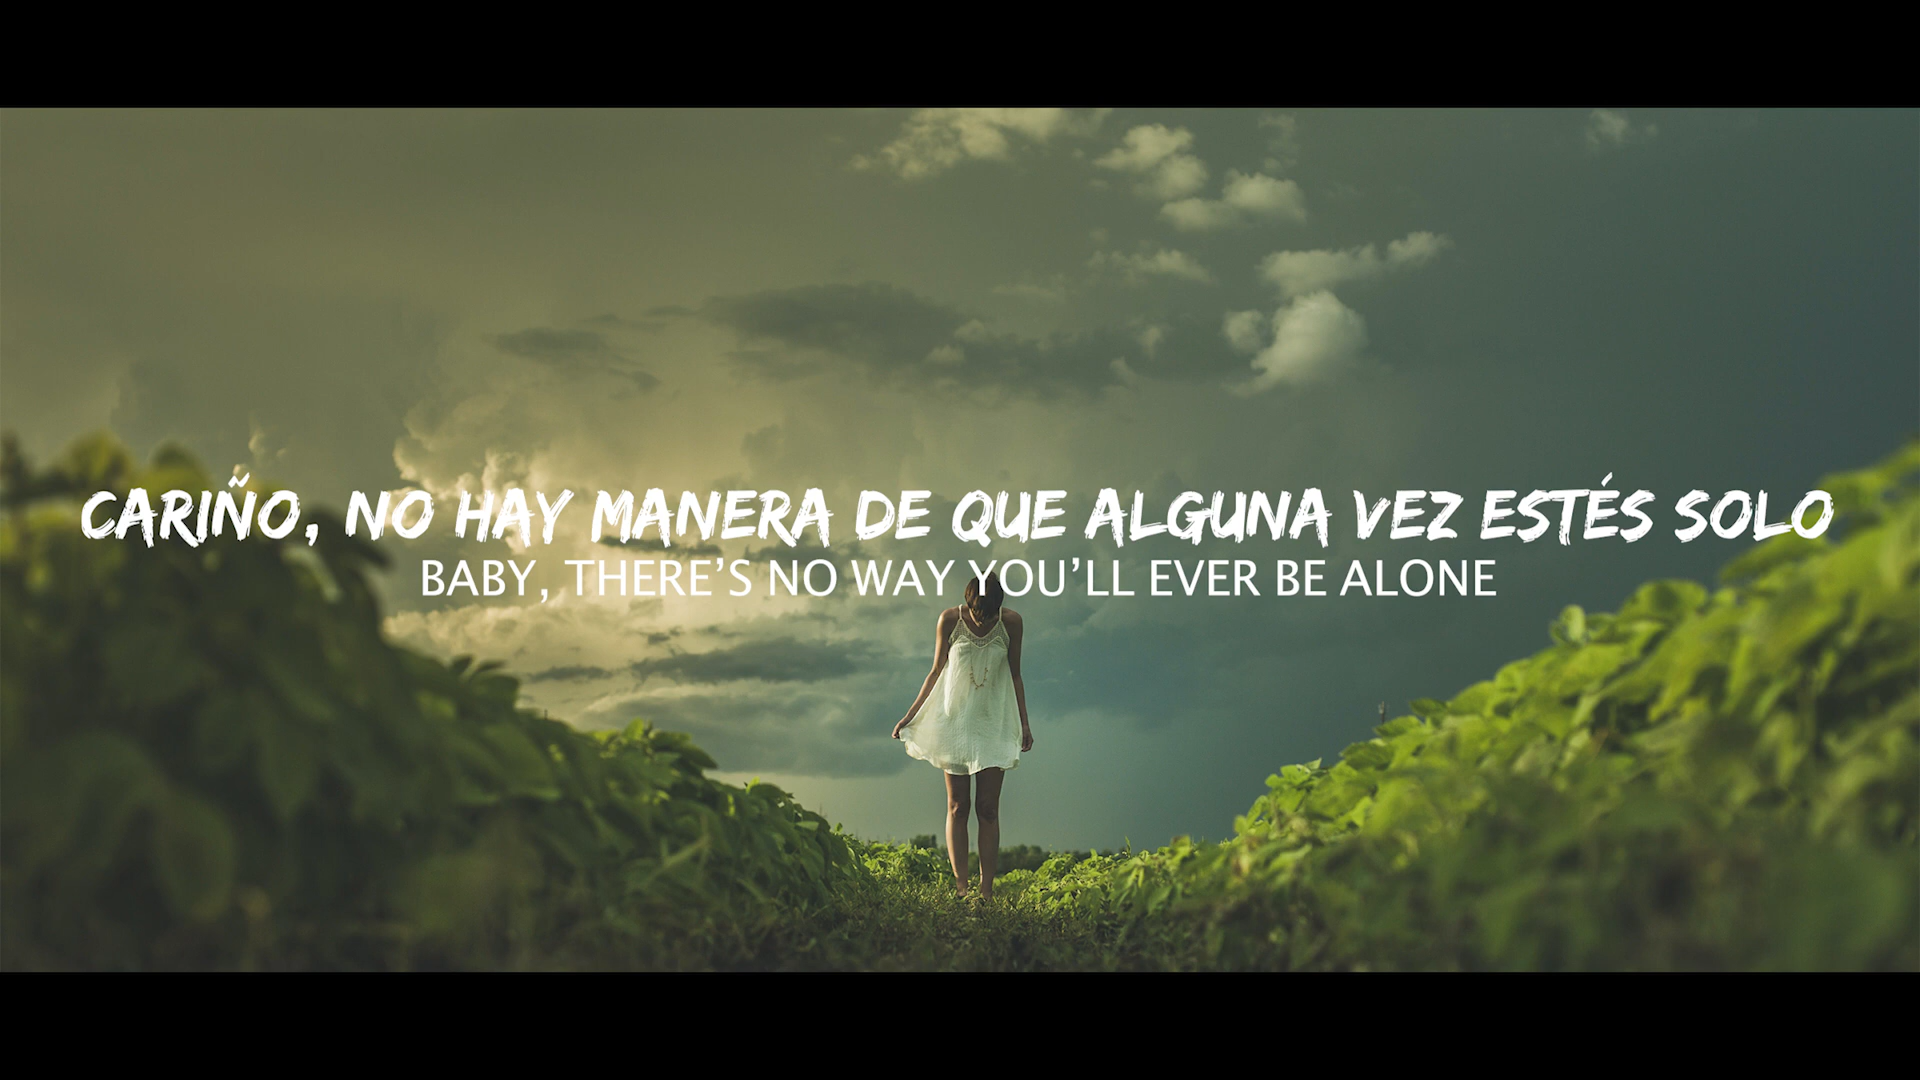 CARIÑO, NO HAY MANERA DE QUE ALGUNA VEZ ESTÉS SOLO
BABY, THERE'S NO WAY YOU'LL EVER BE ALONE